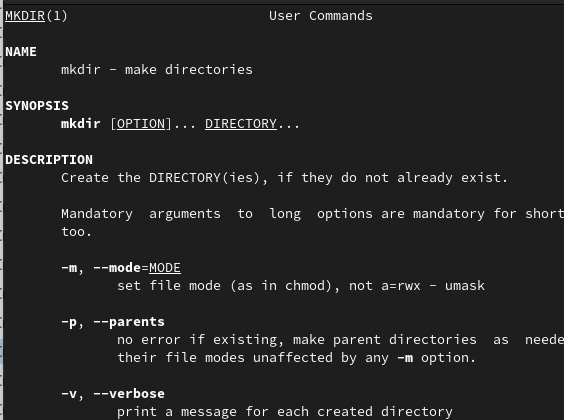 MKDIR(1) User Commands
NAME
mkdir - make directories
SYNOPSIS
mkdir [OPTION]... DIRECTORY...
DESCRIPTION
Create the DIRECTORY(ies), if they do not already exist.
Mandatory arguments to long options are mandatory for short
too.
-m, --mode=MODE
set file mode (as in chmod), not a=rwx - umask
-p, --parents
no error if existing, make parent directories as neede
their file modes unaffected by any -m option.
-v, --verbose
print a message for each created directory